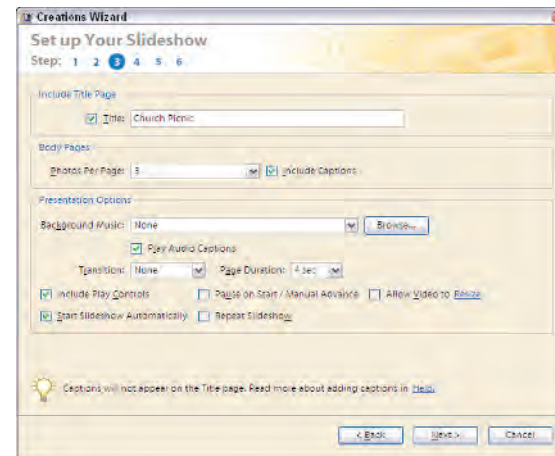 Creations Wizard
Set up Your Slideshow
Step: 1 2 3 4 5 6
Include Title Page
Title: Church Picnic
Body Pages
Photos Per Page: 3 Include Captions
Presentation Options
Background Music: None Browse...
Play Audio Captions
Transition: None Page Duration: 4 sec
Include Play Controls Pause on Start / Manual Advance Allow Video to Resize
Start Slideshow Automatically Repeat Slideshow
Captions will not appear on the Title page. Read more about adding captions in Help.
< Back Next > Cancel